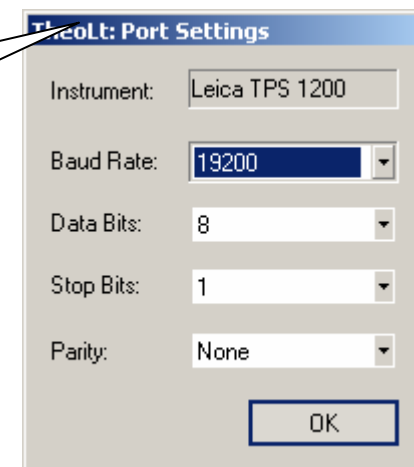 TheoLt: Port Settings
Instrument: Leica TPS 1200
Baud Rate: 19200
Data Bits: 8
Stop Bits: 1
Parity: None
OK